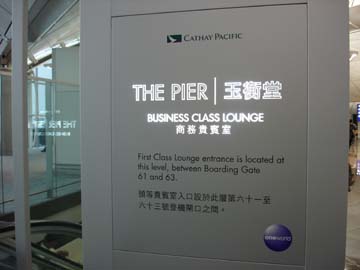 CATHAY PACIFIC
THE PIER | 玉衡堂
BUSINESS CLASS LOUNGE
商務貴賓室
First Class Lounge entrance is located at
this level, between Boarding Gate
61 and 63.
頭等貴賓室入口設於此層第六十一至
六十三號登機閘口之間。
oneworld